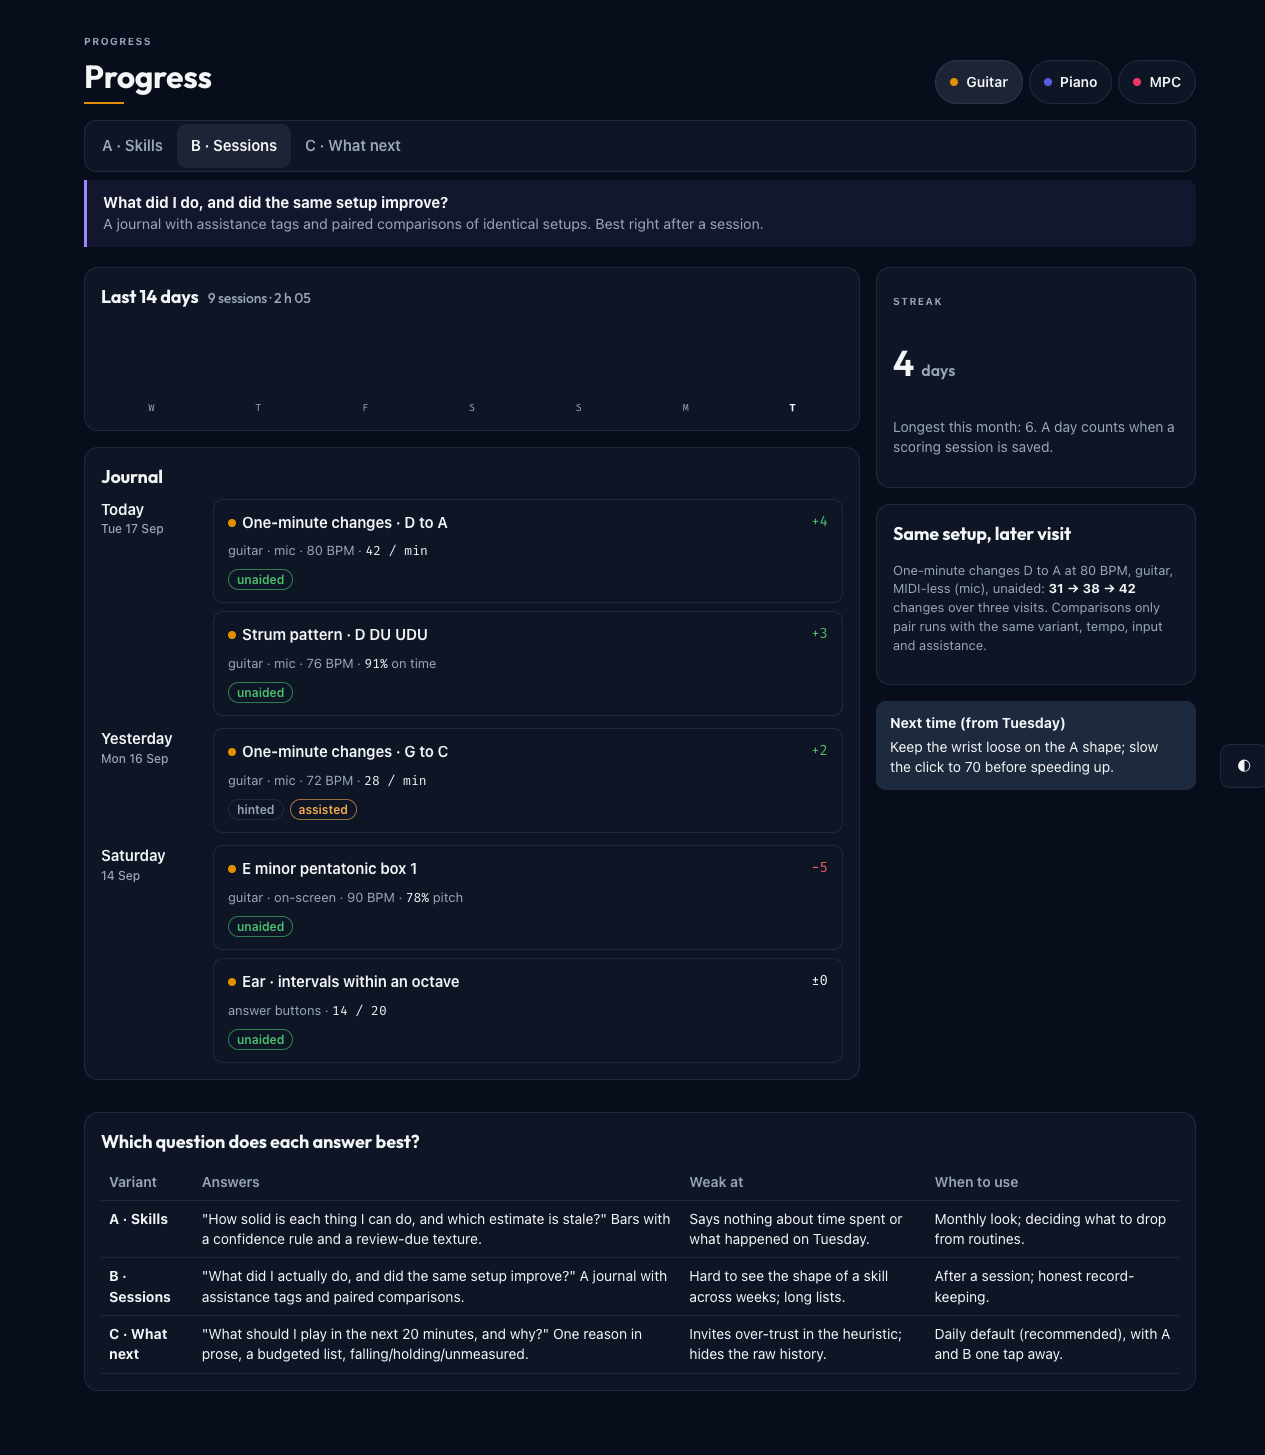 PROGRESS
Progress
Guitar
Piano
MPC
A · Skills
B · Sessions
C · What next
What did I do, and did the same setup improve?
A journal with assistance tags and paired comparisons of identical setups. Best right after a session.
Last 14 days 9 sessions · 2 h 05
W T F S S M T
STREAK
4 days
Longest this month: 6. A day counts when a
scoring session is saved.
Journal
Today
Tue 17 Sep
One-minute changes · D to A +4
guitar · mic · 80 BPM · 42 / min
unaided
Strum pattern · D DU UDU +3
guitar · mic · 76 BPM · 91% on time
unaided
Yesterday
Mon 16 Sep
One-minute changes · G to C +2
guitar · mic · 72 BPM · 28 / min
hinted assisted
Saturday
14 Sep
E minor pentatonic box 1 -5
guitar · on-screen · 90 BPM · 78% pitch
unaided
Ear · intervals within an octave ±0
answer buttons · 14 / 20
unaided
Same setup, later visit
One-minute changes D to A at 80 BPM, guitar,
MIDI-less (mic), unaided: 31 → 38 → 42
changes over three visits. Comparisons only
pair runs with the same variant, tempo, input
and assistance.
Next time (from Tuesday)
Keep the wrist loose on the A shape; slow
the click to 70 before speeding up.
Which question does each answer best?
Variant Answers Weak at When to use
A · Skills
"How solid is each thing I can do, and which estimate is stale?" Bars with
a confidence rule and a review-due texture.
Says nothing about time spent or
what happened on Tuesday.
Monthly look; deciding what to drop
from routines.
B ·
Sessions
"What did I actually do, and did the same setup improve?" A journal with
assistance tags and paired comparisons.
Hard to see the shape of a skill
across weeks; long lists.
After a session; honest record-
keeping.
C · What
next
"What should I play in the next 20 minutes, and why?" One reason in
prose, a budgeted list, falling/holding/unmeasured.
Invites over-trust in the heuristic;
hides the raw history.
Daily default (recommended), with A
and B one tap away.